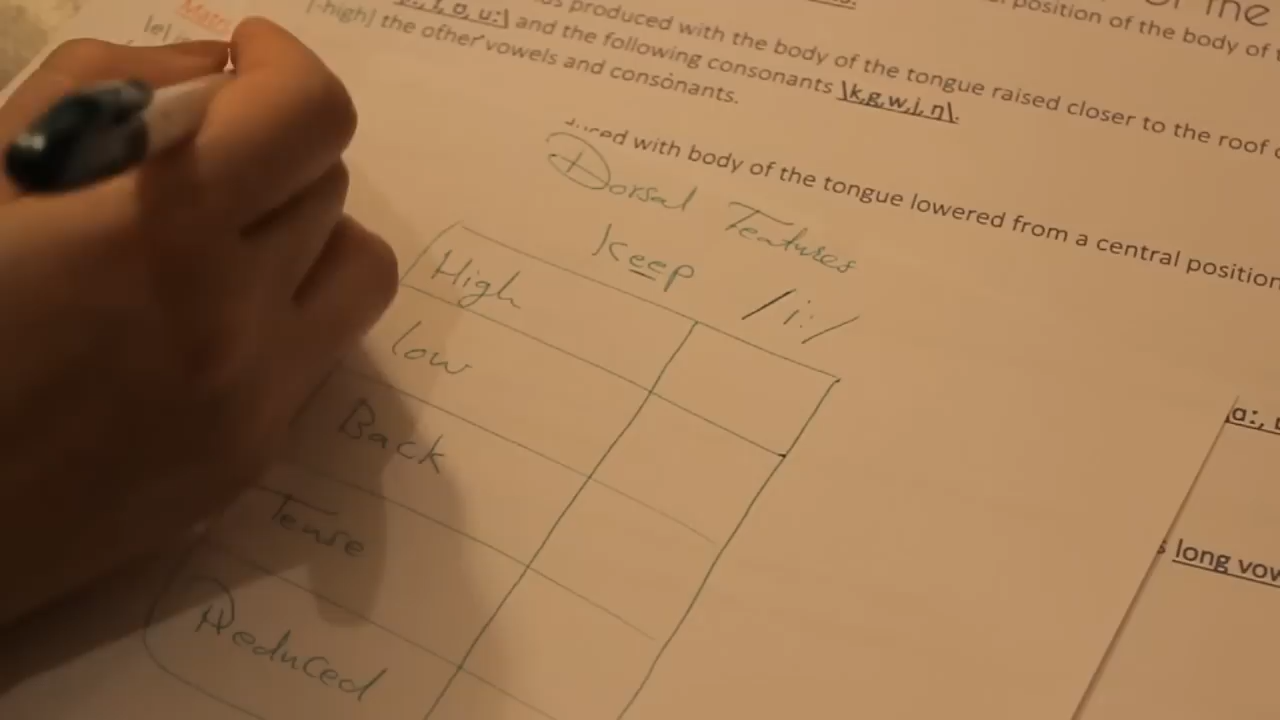 of the
position of the body of
produced with the body of the tongue raised closer to the roof
ʊ, u:\ and the following consonants \k,g,w,j, ŋ\.
[-high] the other vowels and consonants.
with body of the tongue lowered from a central position
Dorsal Features
Keep /i:/
High
low
Back
Tense
Reduced
a:,
long vow